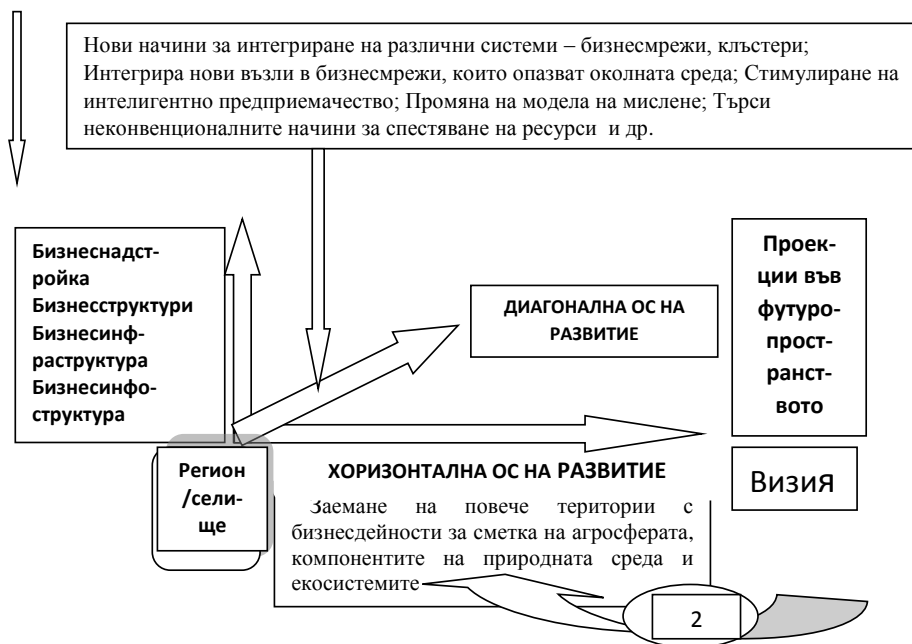 Нови начини за интегриране на различни системи – бизнесмрежи, клъстери;
Интегрира нови възли в бизнесмрежи, които опазват околната среда; Стимулиране на
интелигентно предприемачество; Промяна на модела на мислене; Търси
неконвенционалните начини за спестяване на ресурси и др.
Бизнеснадст-
ройка
Бизнесструктури
Бизнесинф-
раструктура
Бизнесинфо-
структура
ДИАГОНАЛНА ОС НА
РАЗВИТИЕ
Проек-
ции във
футуро-
прост-
ранст-
вото
Регион
/сели-
ще
ХОРИЗОНТАЛНА ОС НА РАЗВИТИЕ
Заемане на повече територии с
бизнесдейности за сметка на агросферата,
компонентите на природната среда и
екосистемите
Визия
2